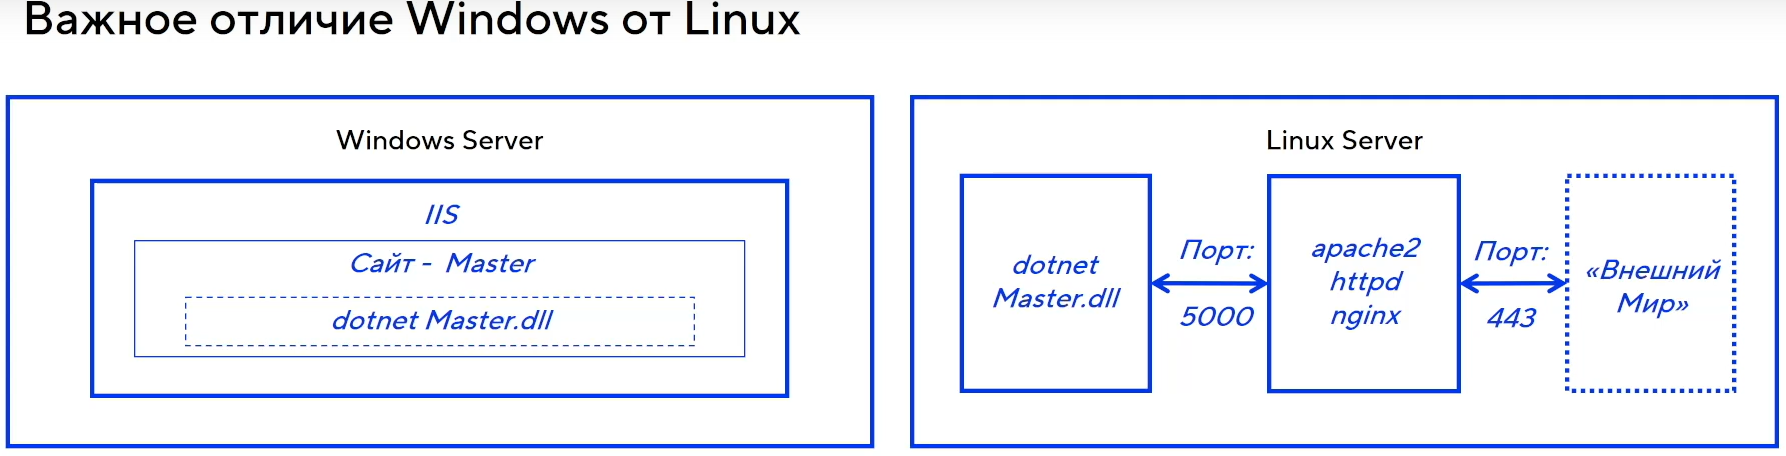 Важное отличие Windows от Linux
Windows Server
IIS
Сайт - Master
dotnet Master.dll
Linux Server
dotnet
Master.dll
Порт:
5000
apache2
httpd
nginx
Порт:
443
«Внешний
Мир»